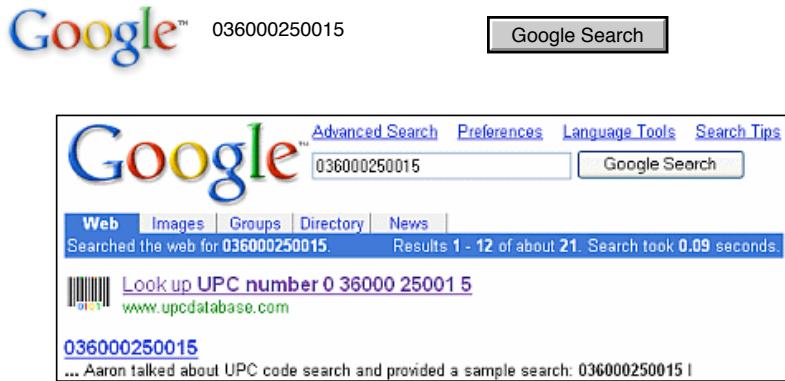 Google™ 036000250015 Google Search
Advanced Search Preferences Language Tools Search Tips
Google™ 036000250015 Google Search
Web Images Groups Directory News
Searched the web for 036000250015. Results 1 - 12 of about 21. Search took 0.09 seconds.
Look up UPC number 0 36000 25001 5
www.upcdatabase.com
036000250015
... Aaron talked about UPC code search and provided a sample search: 036000250015 I